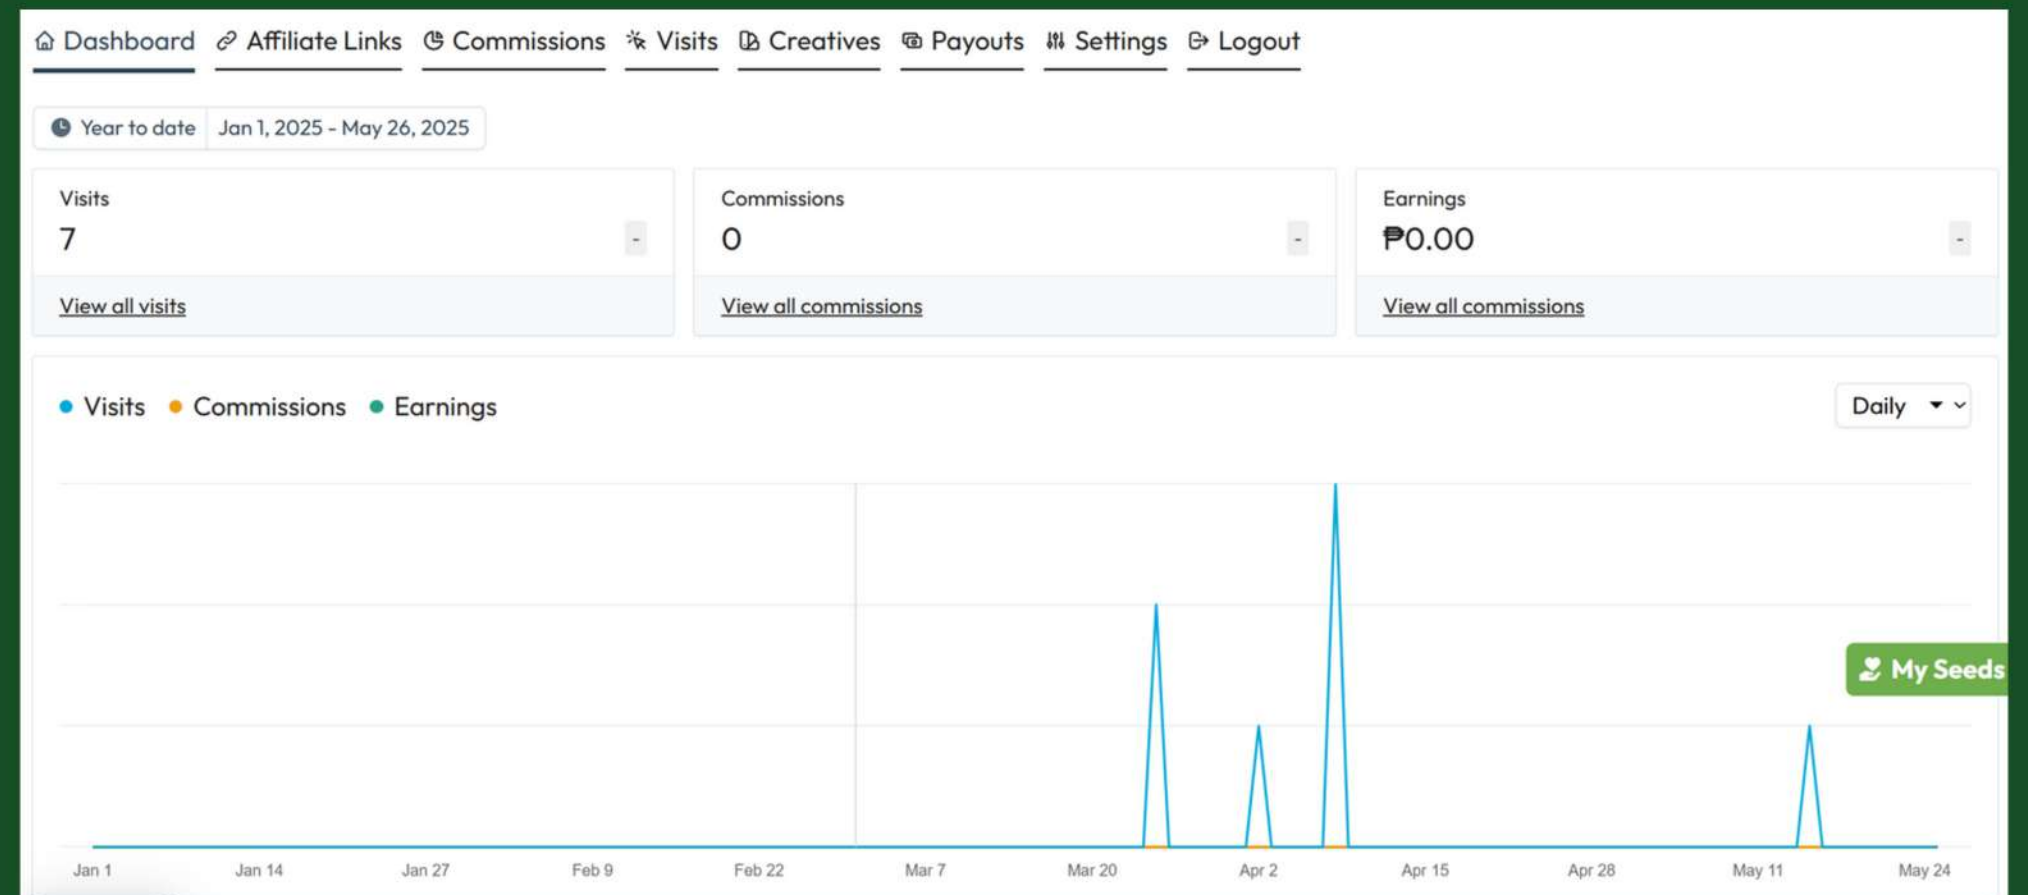 Dashboard Affiliate Links Commissions Visits Creatives Payouts Settings Logout
Year to date Jan 1, 2025 - May 26, 2025
Visits Commissions Earnings
7 - 0 - ₱0.00 -
View all visits View all commissions View all commissions
Visits Commissions Earnings Daily
My Seeds
Jan 1 Jan 14 Jan 27 Feb 9 Feb 22 Mar 7 Mar 20 Apr 2 Apr 15 Apr 28 May 11 May 24